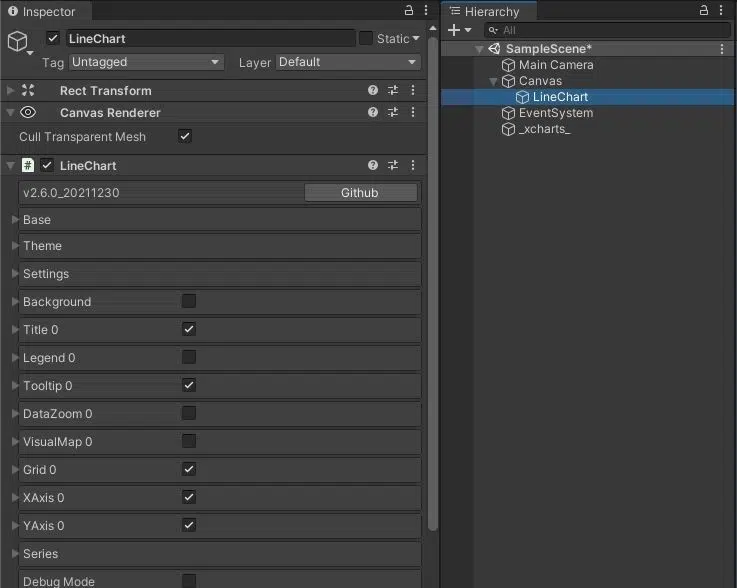 Inspector
LineChart
Static
Tag Untagged Layer Default
Rect Transform
Canvas Renderer
Cull Transparent Mesh
# LineChart
v2.6.0_20211230 Github
Base
Theme
Settings
Background
Title 0
Legend 0
Tooltip 0
DataZoom 0
VisualMap 0
Grid 0
XAxis 0
YAxis 0
Series
Debug Mode
Hierarchy
All
SampleScene*
Main Camera
Canvas
LineChart
EventSystem
_xcharts_